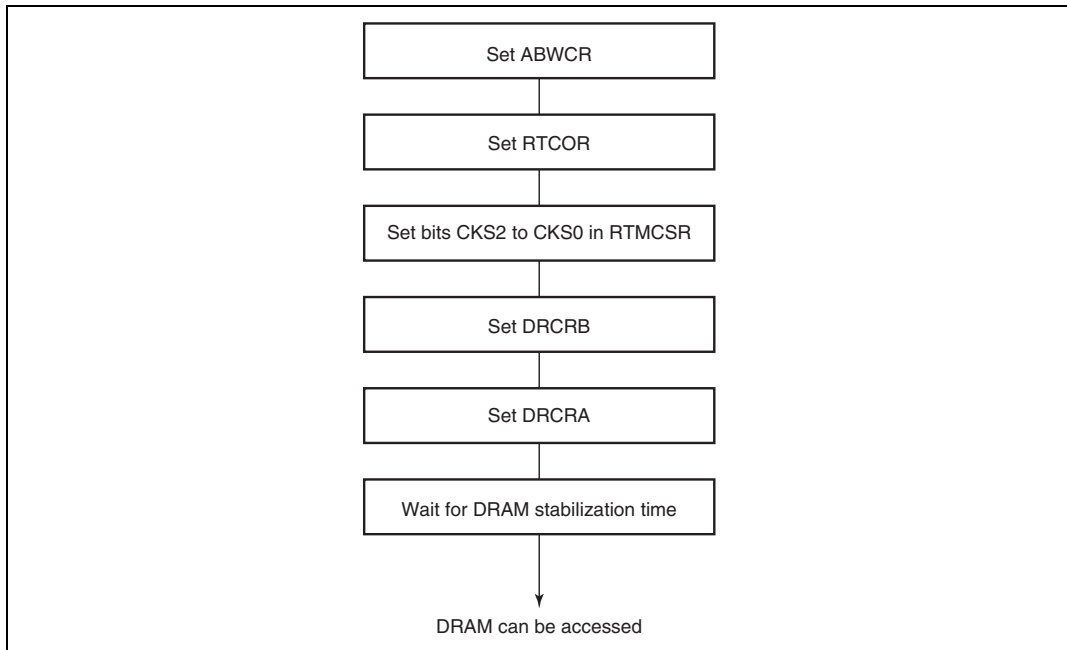 Set ABWCR
Set RTCOR
Set bits CKS2 to CKS0 in RTMCSR
Set DRCRB
Set DRCRA
Wait for DRAM stabilization time
DRAM can be accessed